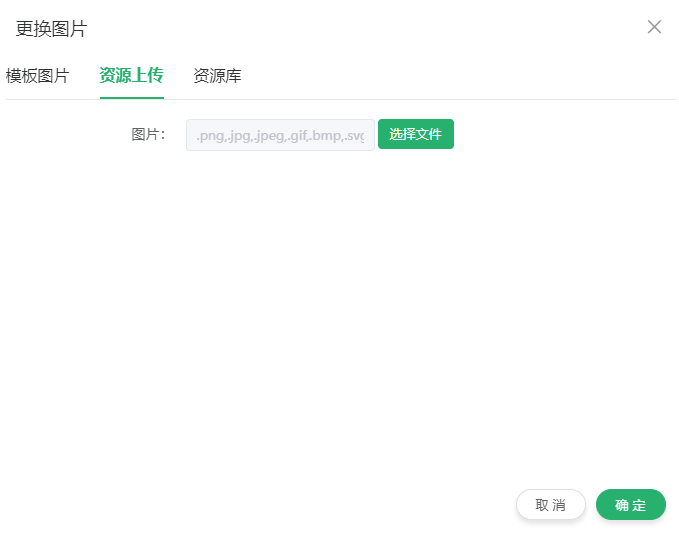 更换图片
模板图片 资源上传 资源库
图片： .png,.jpg,.jpeg,.gif,.bmp,.svg 选择文件
取 消 确 定